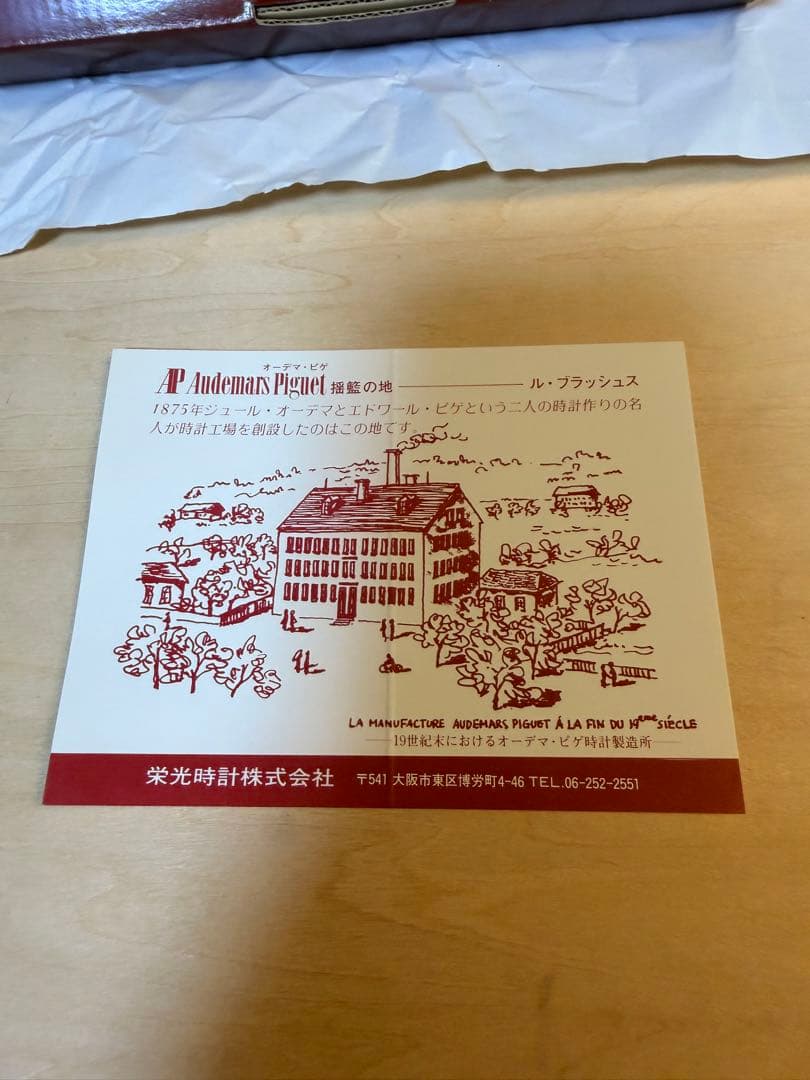 オーデマ・ピゲ
AP Audemars Piguet 揺籃の地 ── ル・ブラッシュス
1875年ジュール・オーデマとエドワール・ピゲという二人の時計作りの名
人が時計工場を創設したのはこの地です。
LA MANUFACTURE AUDEMARS PIGUET Á LA FIN DU 19eme SIÉCLE
──19世紀末におけるオーデマ・ピゲ時計製造所──
栄光時計株式会社 〒541 大阪市東区博労町4-46 TEL.06-252-2551